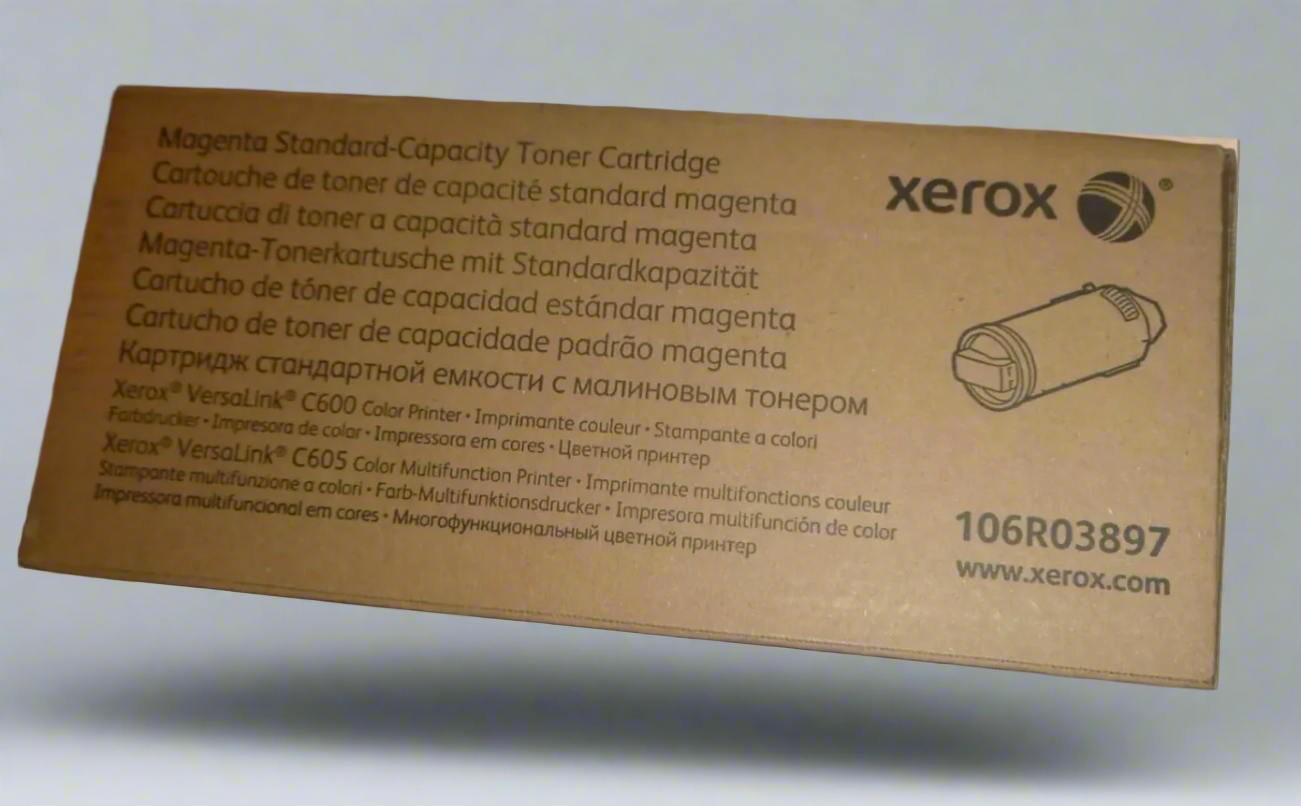 Magenta Standard-Capacity Toner Cartridge
Cartouche de toner de capacité standard magenta
Cartuccia di toner a capacità standard magenta
Magenta-Tonerkartusche mit Standardkapazität
Cartucho de tóner de capacidad estándar magenta
Cartucho de toner de capacidade padrão magenta
Картридж стандартной емкости с малиновым тонером
Xerox® VersaLink® C600 Color Printer • Imprimante couleur • Stampante a colori
Farbdrucker • Impresora de color • Impressora em cores • Цветной принтер
Xerox® VersaLink® C605 Color Multifunction Printer • Imprimante multifonctions couleur
Stampante multifunzione a colori • Farb-Multifunktionsdrucker • Impresora multifunción de color
Impressora multifuncional em cores • Многофункциональный цветной принтер
xerox ®
106R03897
www.xerox.com